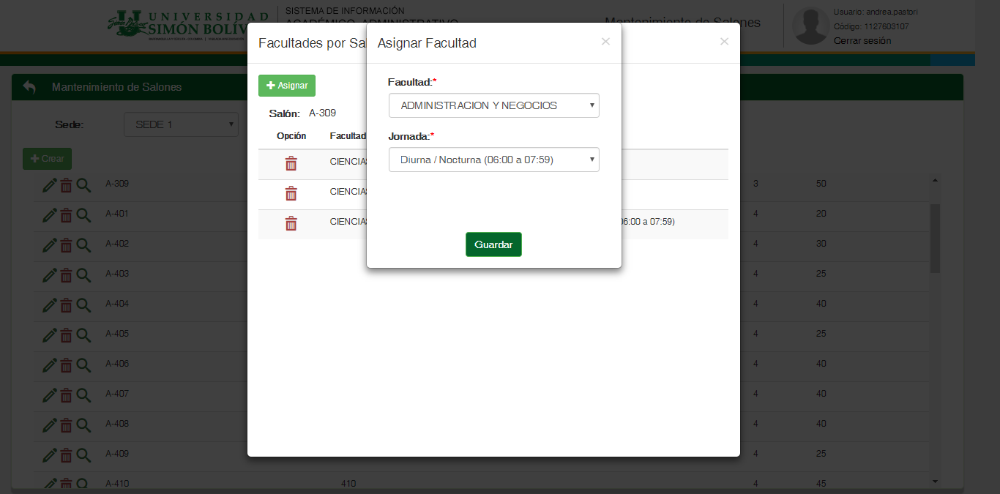 UNIVERSIDAD
SIMÓN BOLÍV
SISTEMA DE INFORMACIÓN
ACADÉMICO-ADMINISTRATIVO
Mantenimiento de Salones
Usuario: andrea.pastori
Código: 1127603107
Cerrar sesión
Mantenimiento de Salones
Sede: SEDE 1
Crear
Facultades por Sa
Asignar
Salón: A-309
Opción Facultad
CIENCIAS
CIENCIA
CIENCIAS 06:00 a 07:59)
Asignar Facultad
Facultad:*
ADMINISTRACION Y NEGOCIOS
Jornada:*
Diurna / Nocturna (06:00 a 07:59)
Guardar
A-309 3 50
A-401 4 20
A-402 4 30
A-403 4 25
A-404 4 40
A-405 4 25
A-406 4 40
A-407 4 40
A-408 4 40
A-409 4 25
A-410 410 4 45